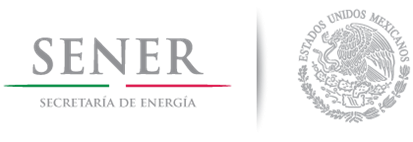 SENER
SECRETARÍA DE ENERGÍA
ESTADOS UNIDOS MEXICANOS